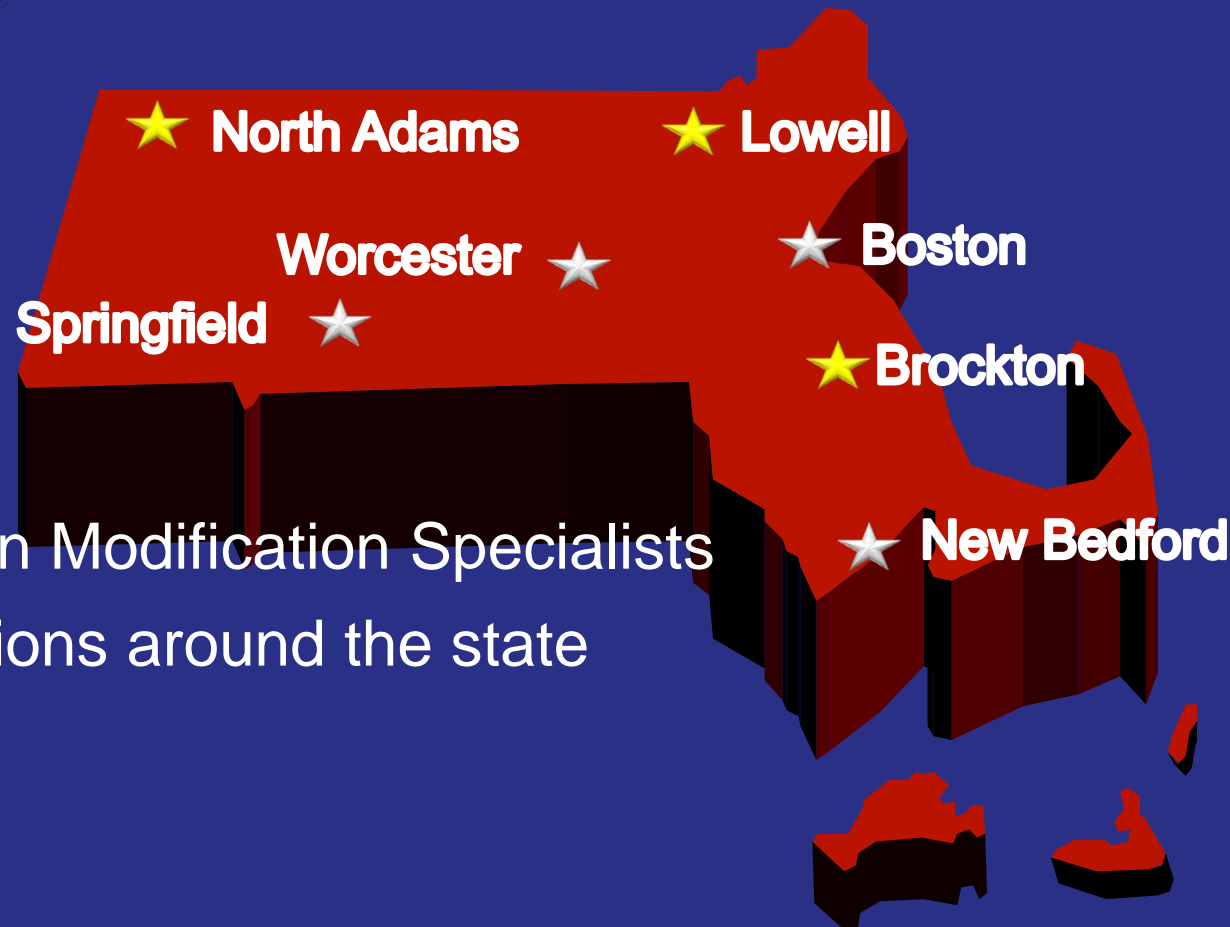 North Adams
Lowell
Worcester
Boston
Springfield
Brockton
New Bedford
n Modification Specialists
ions around the state